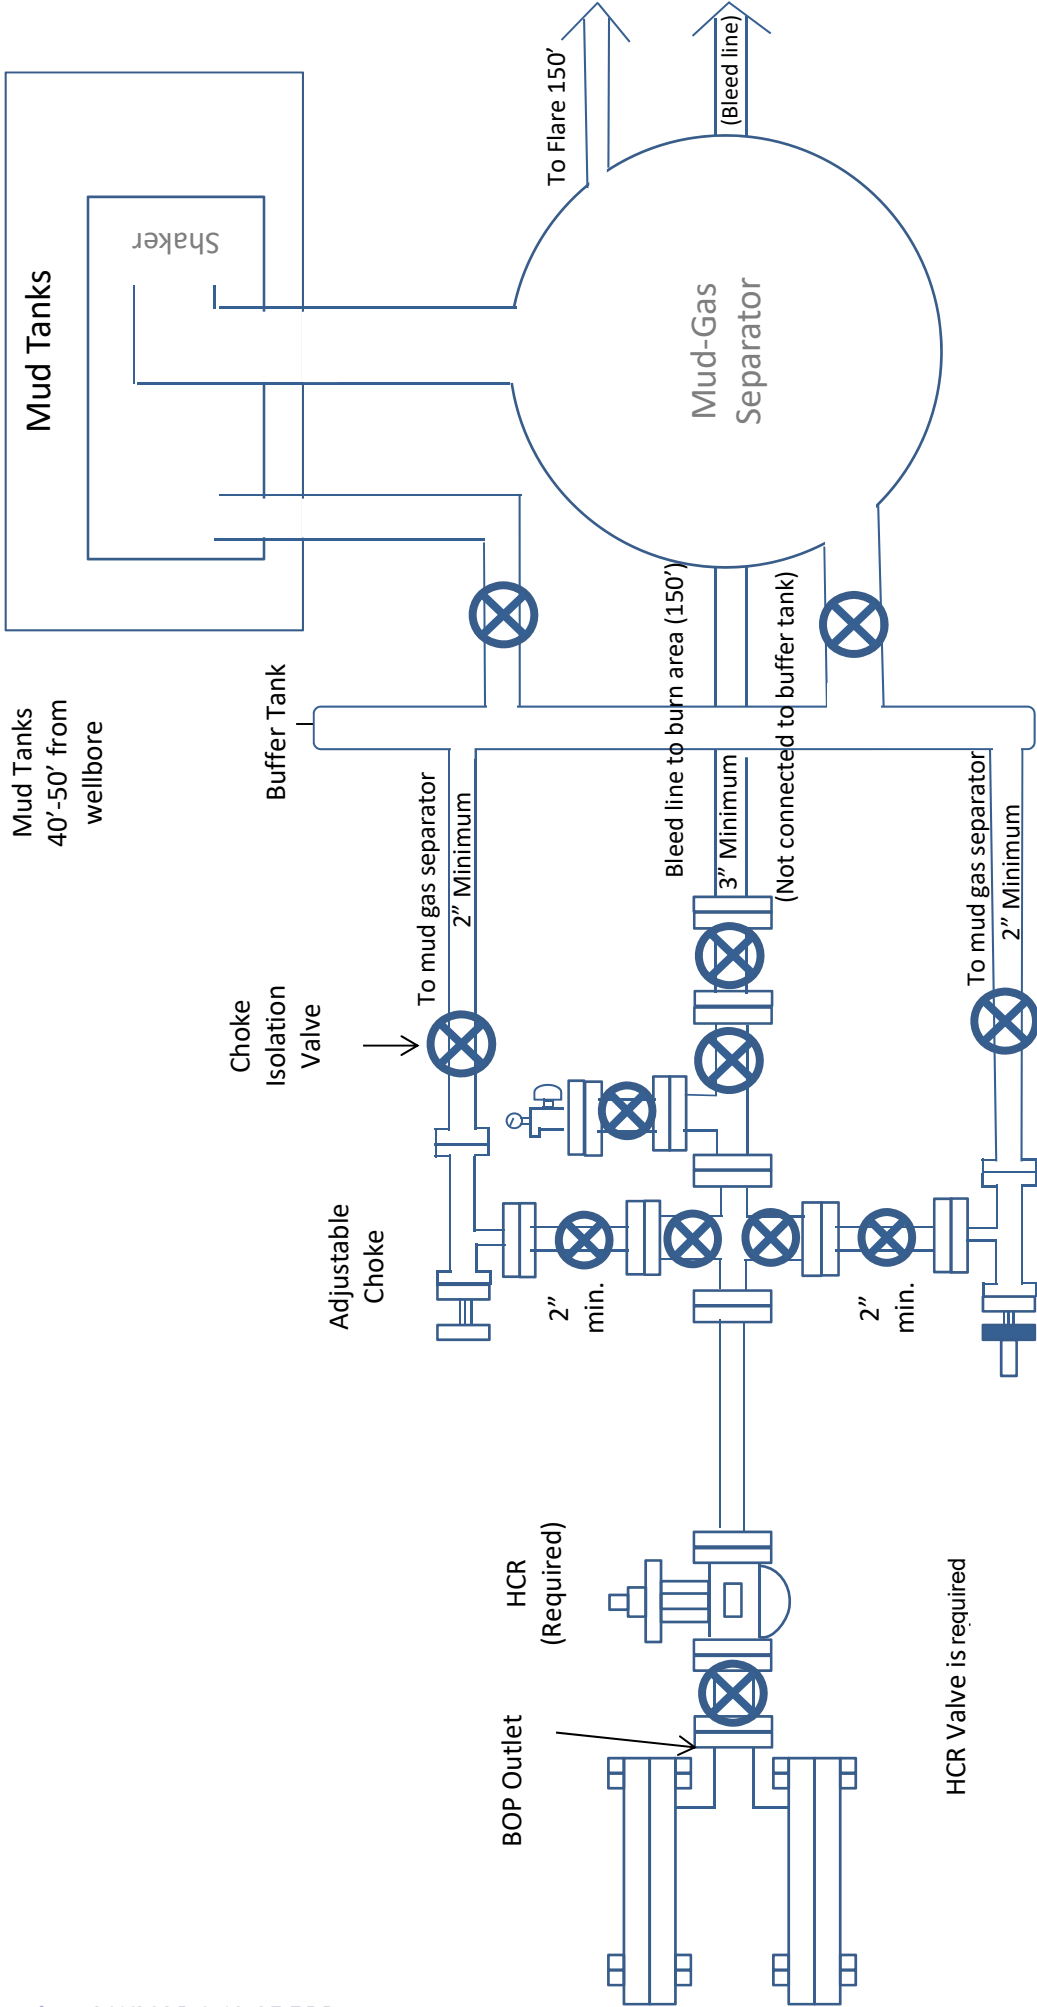 Mud Tanks
Shaker
To Flare 150’
(Bleed line)
Mud-Gas
Separator
Mud Tanks
40’-50’ from
wellbore
Buffer Tank
Bleed line to burn area (150’)
3” Minimum
(Not connected to buffer tank)
To mud gas separator
2” Minimum
To mud gas separator
2” Minimum
Choke
Isolation
Valve
Adjustable
Choke
2”
min.
2”
min.
HCR
(Required)
BOP Outlet
HCR Valve is required